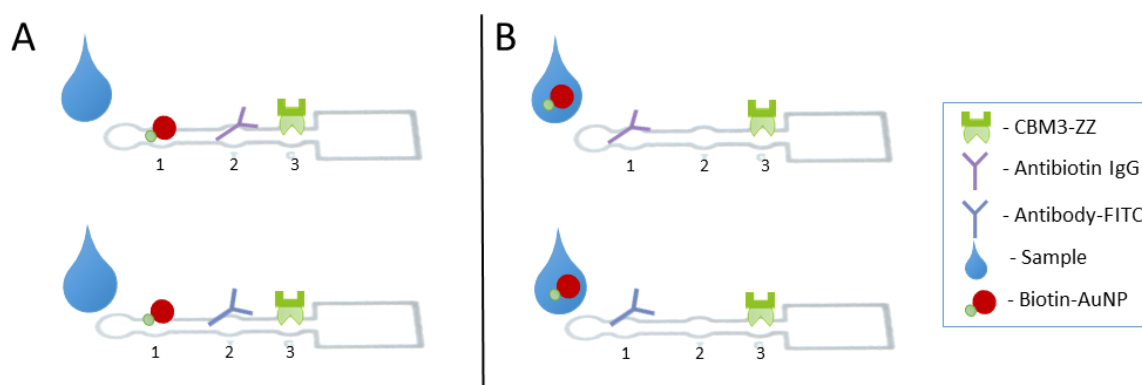 A
B
1 2 3
1 2 3
1 2 3
1 2 3
- CBM3-ZZ
- Antibiotin IgG
- Antibody-FITC
- Sample
- Biotin-AuNP